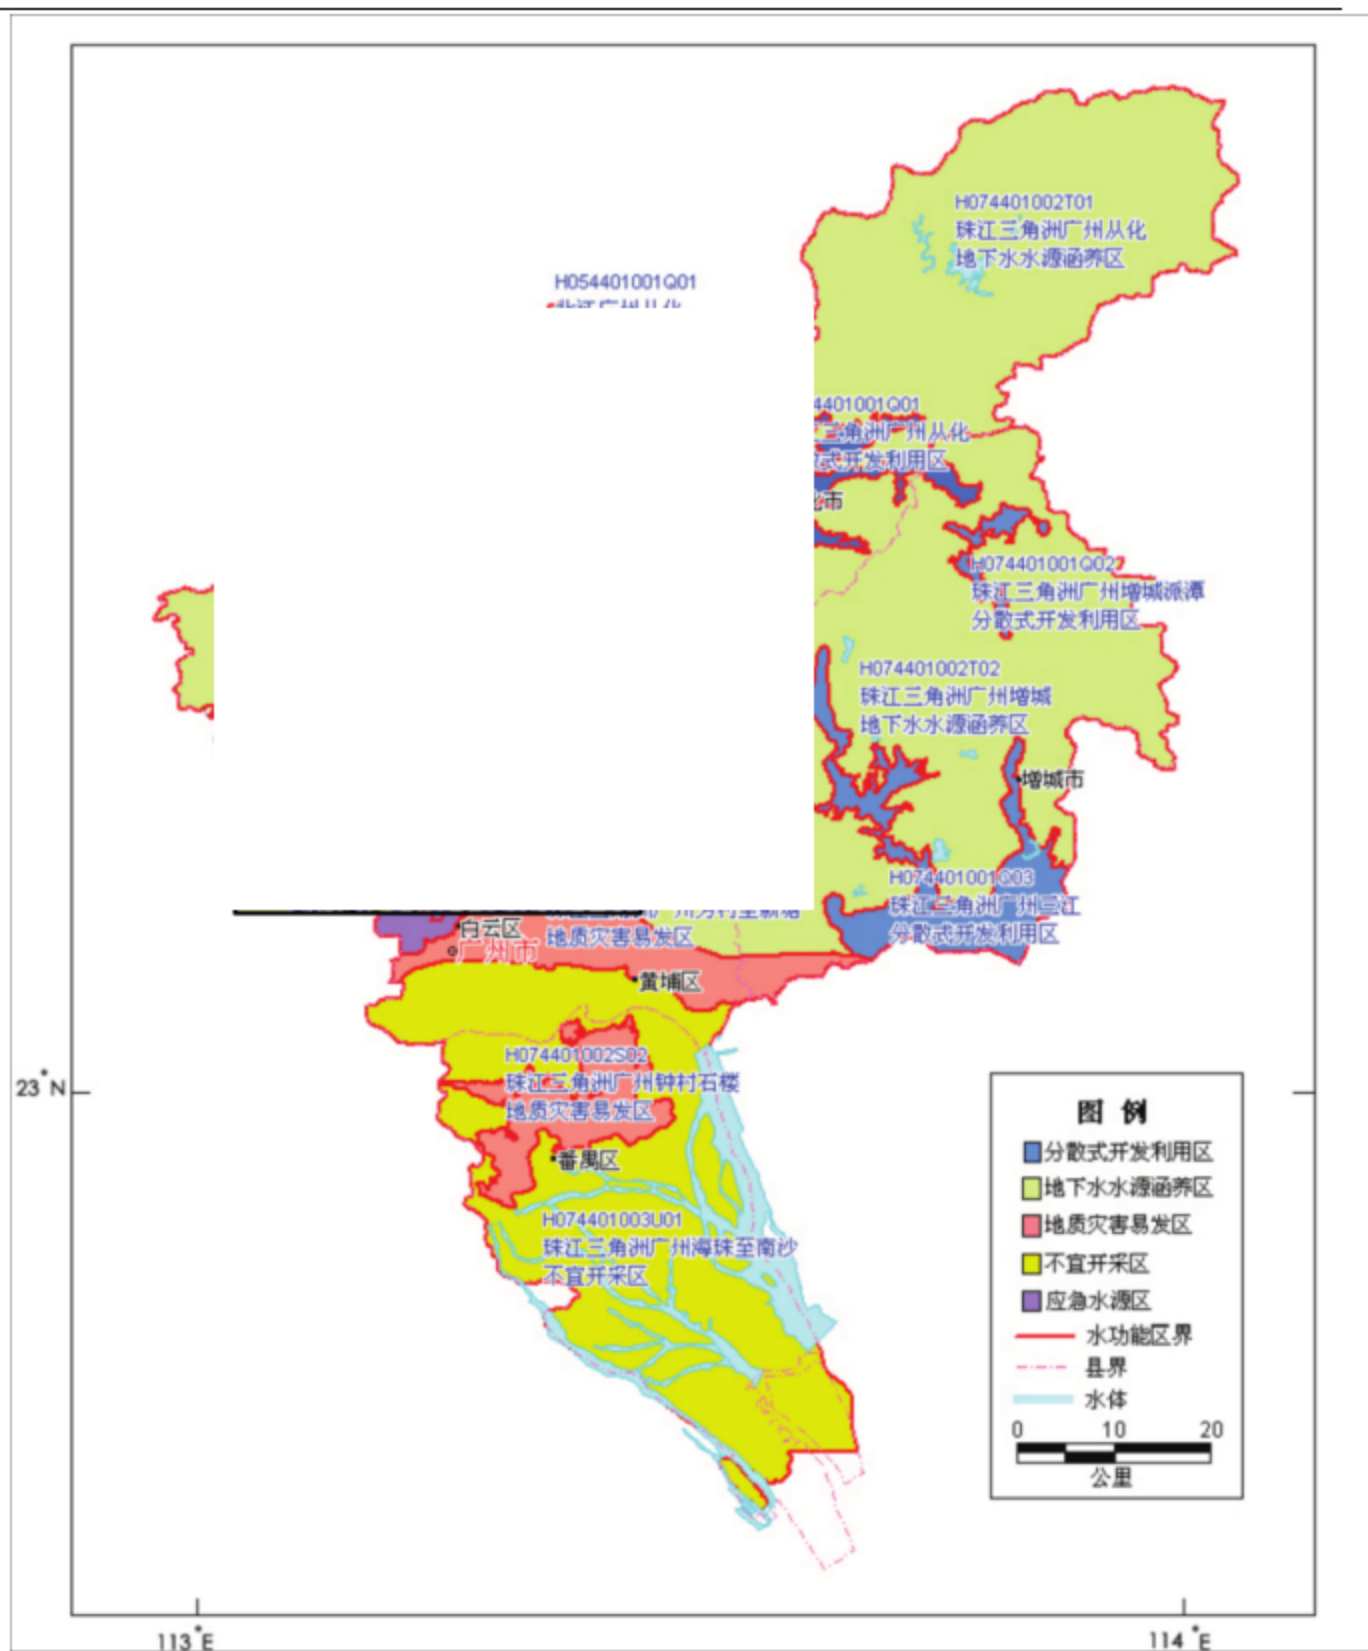 H074401002T01
珠江三角洲广州从化
地下水水源涵养区
H054401001Q01
北江广州从化
4401001Q01
三角洲广州从化
散式开发利用区
化市
H074401001Q02
珠江三角洲广州增城派潭
分散式开发利用区
H074401002T02
珠江三角洲广州增城
地下水水源涵养区
增城市
H074401001Q03
珠江三角洲广州三江
分散式开发利用区
白云区
广州市
地质灾害易发区
黄埔区
H074401002S02
珠江三角洲广州钟村石楼
地质灾害易发区
番禺区
H074401003U01
珠江三角洲广州海珠至南沙
不宜开采区
23°N
图 例
分散式开发利用区
地下水水源涵养区
地质灾害易发区
不宜开采区
应急水源区
水功能区界
县界
水体
0 10 20
公里
113°E
114°E